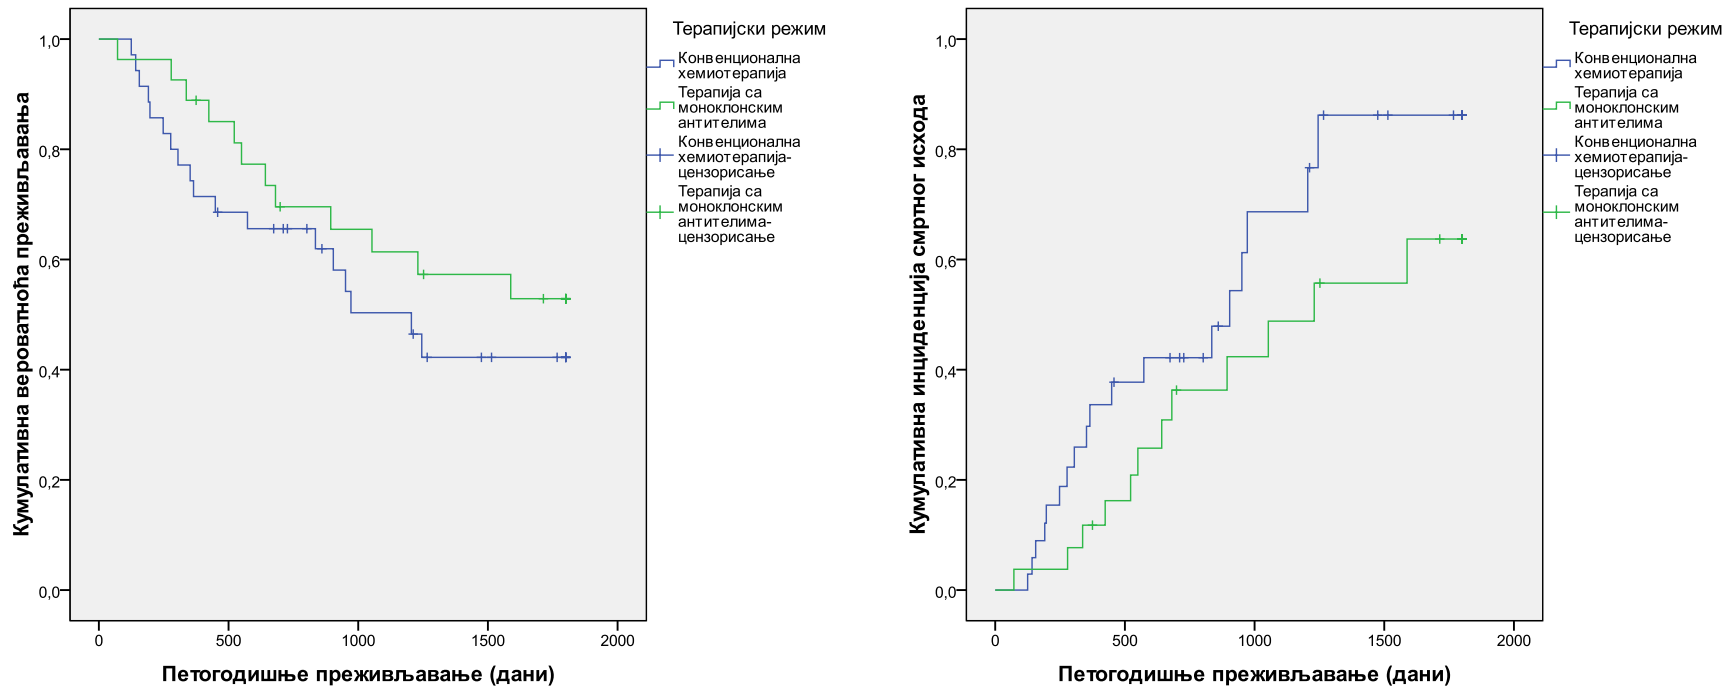 Кумулативна вероватноћа преживљавања
1,0
0,8
0,6
0,4
0,2
0,0
0
500
1000
1500
2000
Петогодишње преживљавање (дани)
Терапијски режим
Конвенционална
хемиотерапија
Терапија са
моноклонским
антителима
Конвенционална
хемиотерапија-
цензорисање
Терапија са
моноклонским
антителима-
цензорисање
Кумулативна инциденција смртног исхода
1,0
0,8
0,6
0,4
0,2
0,0
0
500
1000
1500
2000
Петогодишње преживљавање (дани)
Терапијски режим
Конвенционална
хемиотерапија
Терапија са
моноклонским
антителима
Конвенционална
хемиотерапија-
цензорисање
Терапија са
моноклонским
антителима-
цензорисање